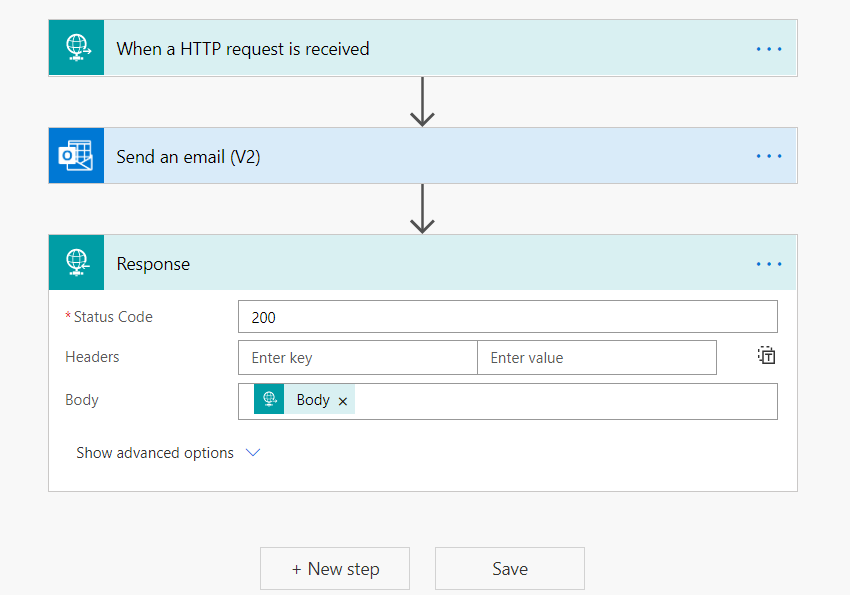 When a HTTP request is received
Send an email (V2)
Response
* Status Code 200
Headers Enter key Enter value
Body Body ×
Show advanced options
+ New step Save